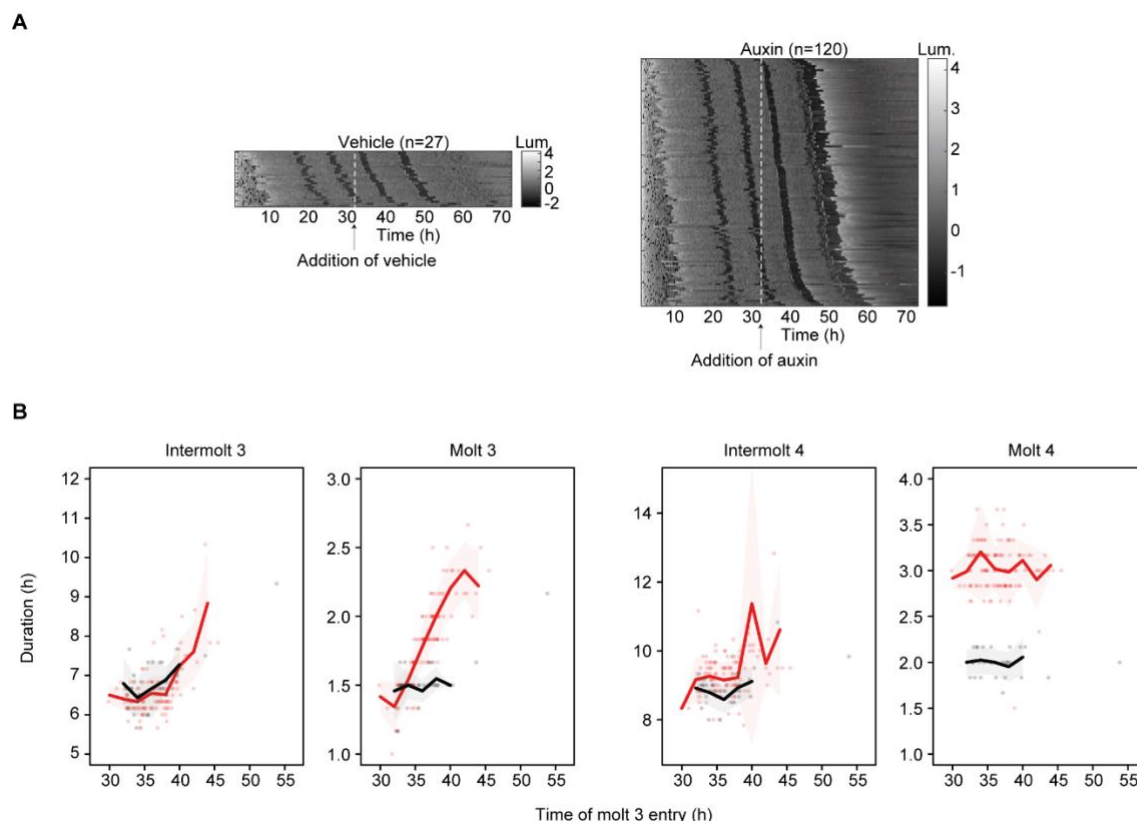 A
Vehicle (n=27)
Lum.
4
2
0
-2
10 20 30 40 50 60 70
Time (h)
Addition of vehicle
Auxin (n=120)
Lum.
4
3
2
1
0
-1
10 20 30 40 50 60 70
Time (h)
Addition of auxin
B
Intermolt 3
Molt 3
Intermolt 4
Molt 4
Duration (h)
12
11
10
9
8
7
6
5
30 35 40 45 50 55
3.0
2.5
2.0
1.5
1.0
30 35 40 45 50 55
14
12
10
8
30 35 40 45 50 55
4.0
3.5
3.0
2.5
2.0
1.5
1.0
30 35 40 45 50 55
Time of molt 3 entry (h)